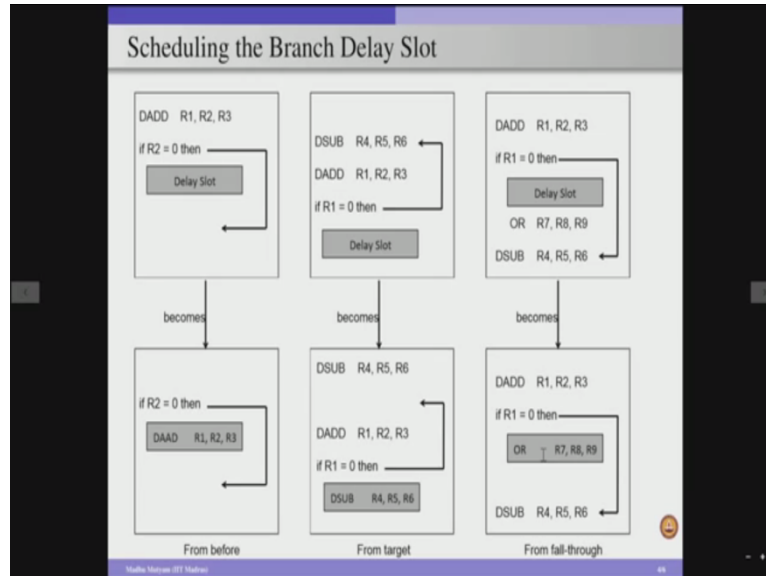 Scheduling the Branch Delay Slot
DADD R1, R2, R3
if R2 = 0 then
Delay Slot
becomes
if R2 = 0 then
DAAD R1, R2, R3
From before
DSUB R4, R5, R6
DADD R1, R2, R3
if R1 = 0 then
Delay Slot
becomes
DSUB R4, R5, R6
DADD R1, R2, R3
if R1 = 0 then
DSUB R4, R5, R6
From target
DADD R1, R2, R3
if R1 = 0 then
Delay Slot
OR R7, R8, R9
DSUB R4, R5, R6
becomes
DADD R1, R2, R3
if R1 = 0 then
OR R7, R8, R9
DSUB R4, R5, R6
From fall-through
Madhu Mutyam (IIT Madras)